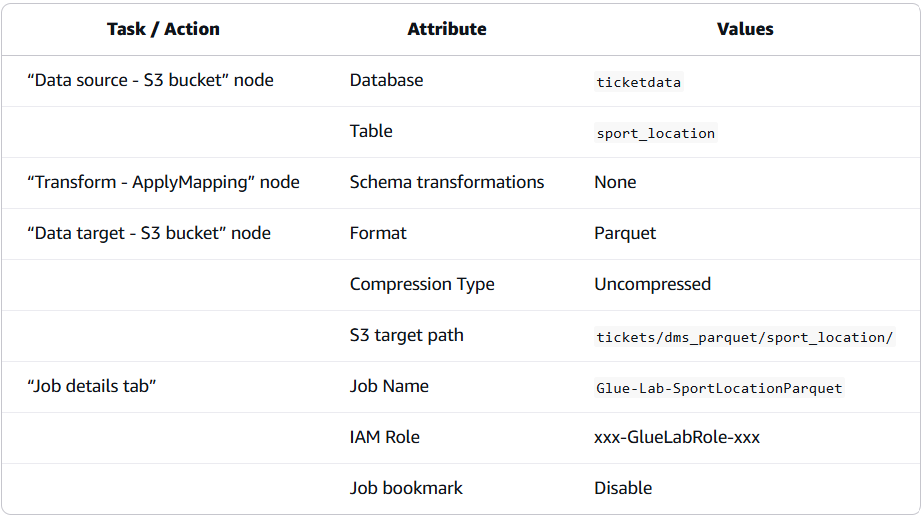 Task / Action Attribute Values
“Data source - S3 bucket” node Database ticketdata
Table sport_location
“Transform - ApplyMapping” node Schema transformations None
“Data target - S3 bucket” node Format Parquet
Compression Type Uncompressed
S3 target path tickets/dms_parquet/sport_location/
“Job details tab” Job Name Glue-Lab-SportLocationParquet
IAM Role xxx-GlueLabRole-xxx
Job bookmark Disable